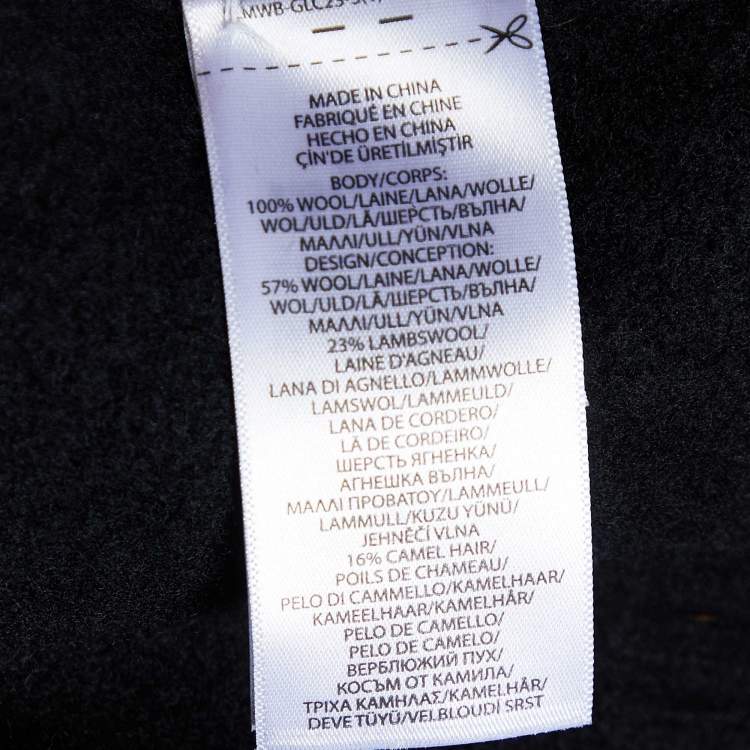 MADE IN CHINA
FABRIQUÉ EN CHINE
HECHO EN CHINA
ÇİN'DE ÜRETİLMİŞTİR
BODY/CORPS:
100% WOOL/LAINE/LANA/WOLLE/
WOL/ULD/LÃ/ШЕРСТЬ/ВЪЛНА/
ΜΑΛΛΙ/ULL/YÜN/VLNA
DESIGN/CONCEPTION:
57% WOOL/LAINE/LANA/WOLLE/
WOL/ULD/LÃ/ШЕРСТЬ/ВЪЛНА/
ΜΑΛΛΙ/ULL/YÜN/VLNA
23% LAMBSWOOL/
LAINE D'AGNEAU/
LANA DI AGNELLO/LAMMWOLLE/
LAMSWOL/LAMMEULD/
LANA DE CORDERO/
LÃ DE CORDEIRO/
ШЕРСТЬ ЯГНЕНКА/
АГНЕШКА ВЪЛНА/
ΜΑΛΛΙ ΠΡΟΒΑΤΟΥ/LAMMEULL/
LAMMULL/KUZU YÜNÜ/
JEHNĚČÍ VLNA
16% CAMEL HAIR/
POILS DE CHAMEAU/
PELO DI CAMMELLO/KAMELHAAR/
KAMEELHAAR/KAMELHÅR/
PELO DE CAMELLO/
PELO DE CAMELO/
ВЕРБЛЮЖИЙ ПУХ/
КОСЪМ ОТ КАМИЛА/
ΤΡΙΧΑ ΚΑΜΗΛΑΣ/KAMELHÅR/
DEVE TÜYÜ/VELBLOUDÍ SRST